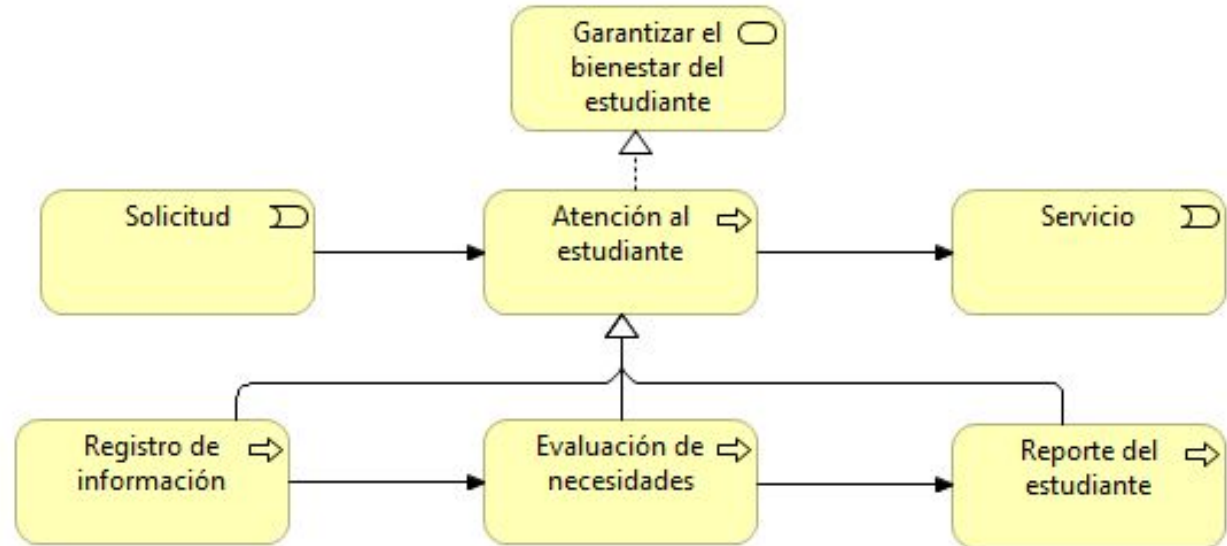 Garantizar el
bienestar del
estudiante
Solicitud
Atención al
estudiante
Servicio
Registro de
información
Evaluación de
necesidades
Reporte del
estudiante